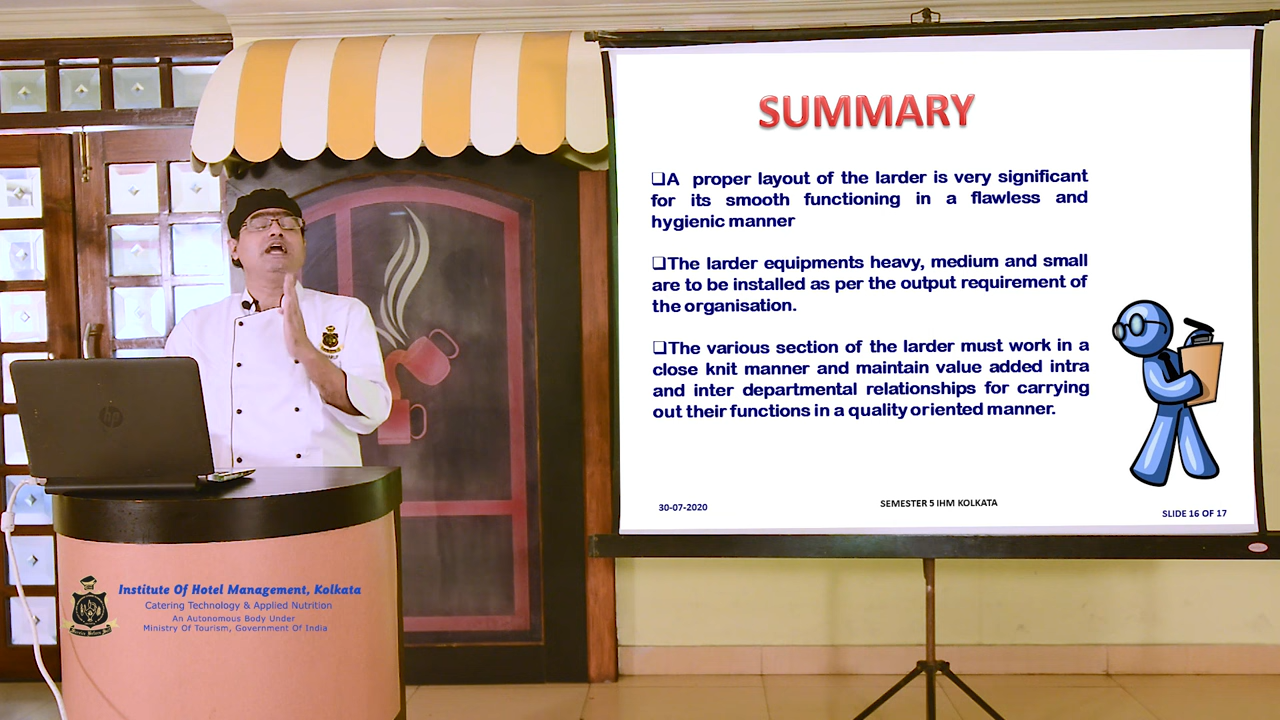 SUMMARY
❑A proper layout of the larder is very significant
for its smooth functioning in a flawless and
hygienic manner
❑The larder equipments heavy, medium and small
are to be installed as per the output requirement of
the organisation.
❑The various section of the larder must work in a
close knit manner and maintain value added intra
and inter departmental relationships for carrying
out their functions in a quality oriented manner.
30-07-2020
SEMESTER 5 IHM KOLKATA
SLIDE 16 OF 17
hp
Institute Of Hotel Management, Kolkata
Catering Technology & Applied Nutrition
An Autonomous Body Under
Ministry Of Tourism, Government Of India